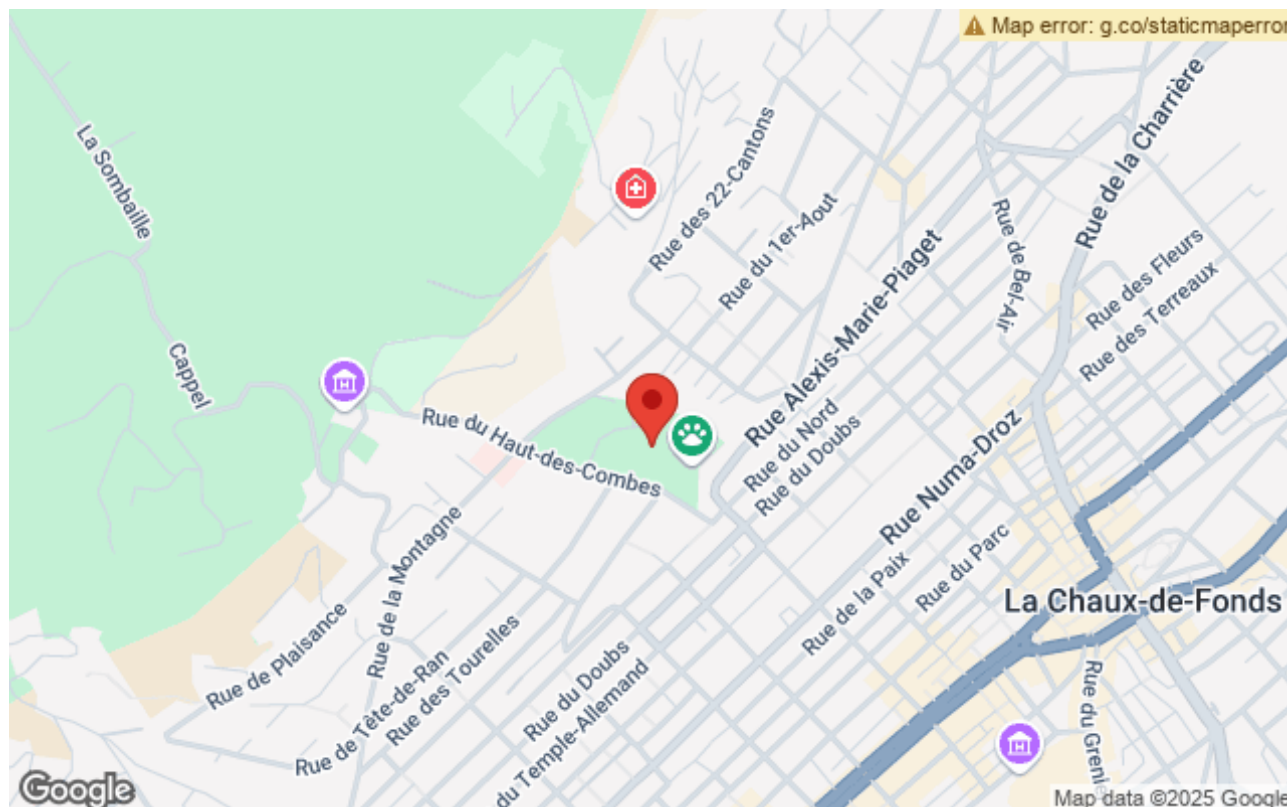 Map error: g.co/staticmaperror
La Sombaille
Cappel
Rue des 22-Cantons
Rue du 1er-Aout
Rue Alexis-Marie-Piaget
Rue de la Charrière
Rue de Bel-Air
Rue des Fleurs
Rue des Terreaux
Rue du Haut-des-Combes
Rue du Nord
Rue du Doubs
Rue Numa-Droz
Rue de la Paix
Rue du Parc
La Chaux-de-Fonds
Rue de la Montagne
Rue de Plaisance
Rue de Tête-de-Ran
Rue des Tourelles
Rue du Doubs
du Temple-Allemand
Rue du Grenie
Google
Map data ©2025 Google